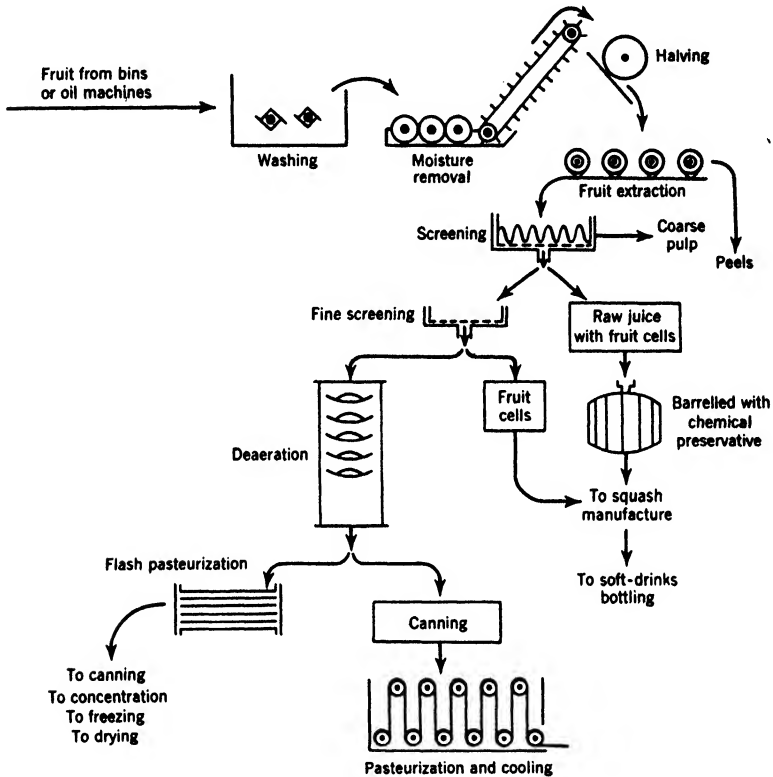 Fruit from bins
or oil machines
Washing
Moisture
removal
Halving
Fruit extraction
Peels
Screening
Coarse
pulp
Fine screening
Raw juice
with fruit cells
Fruit
cells
Barrelled with
chemical
preservative
Deaeration
To squash
manufacture
To soft-drinks
bottling
Flash pasteurization
Canning
To canning
To concentration
To freezing
To drying
Pasteurization and cooling